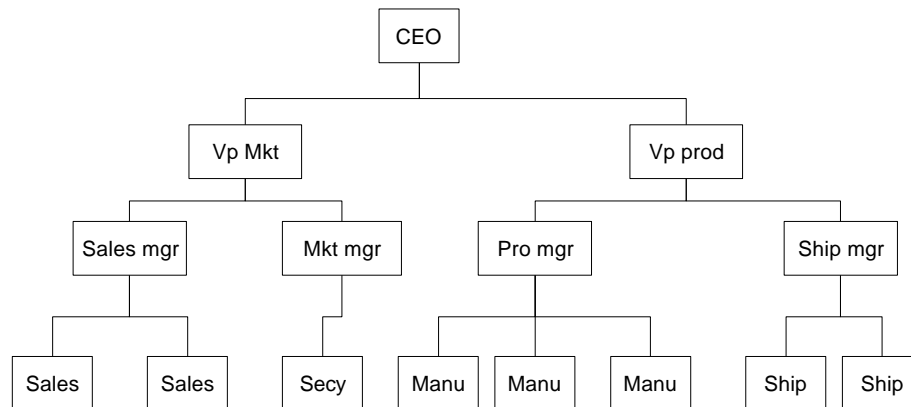 CEO
Vp Mkt
Vp prod
Sales mgr
Mkt mgr
Pro mgr
Ship mgr
Sales
Sales
Secy
Manu
Manu
Manu
Ship
Ship